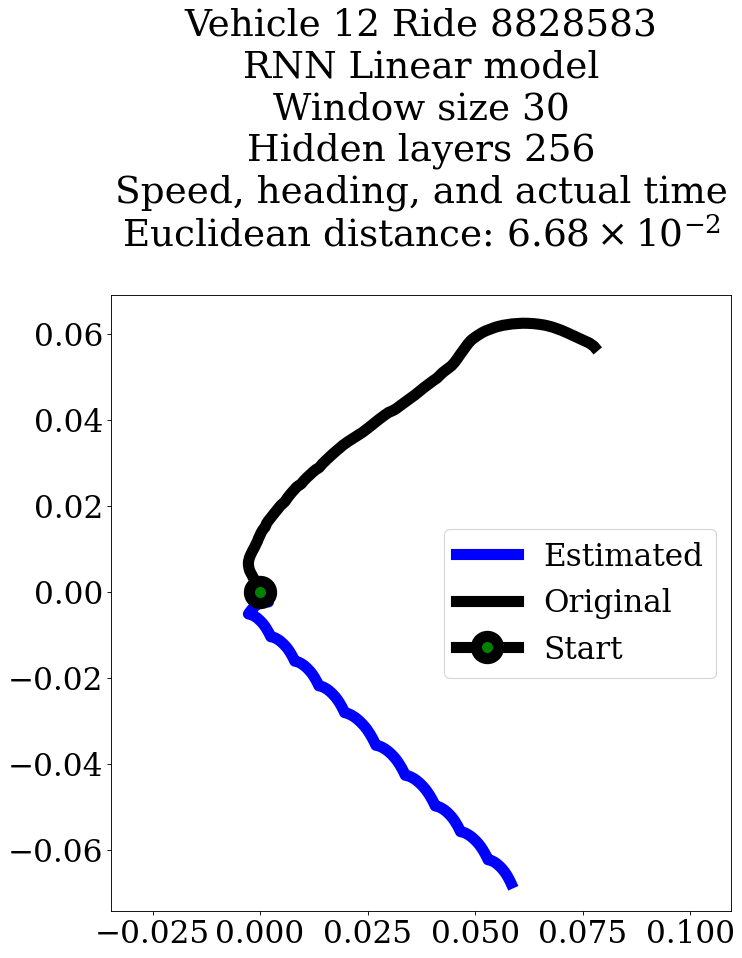 Vehicle 12 Ride 8828583
RNN Linear model
Window size 30
Hidden layers 256
Speed, heading, and actual time
Euclidean distance: 6.68 × 10⁻²
0.06
0.04
0.02
0.00
−0.02
−0.04
−0.06
Estimated
Original
Start
−0.025 0.000 0.025 0.050 0.075 0.100